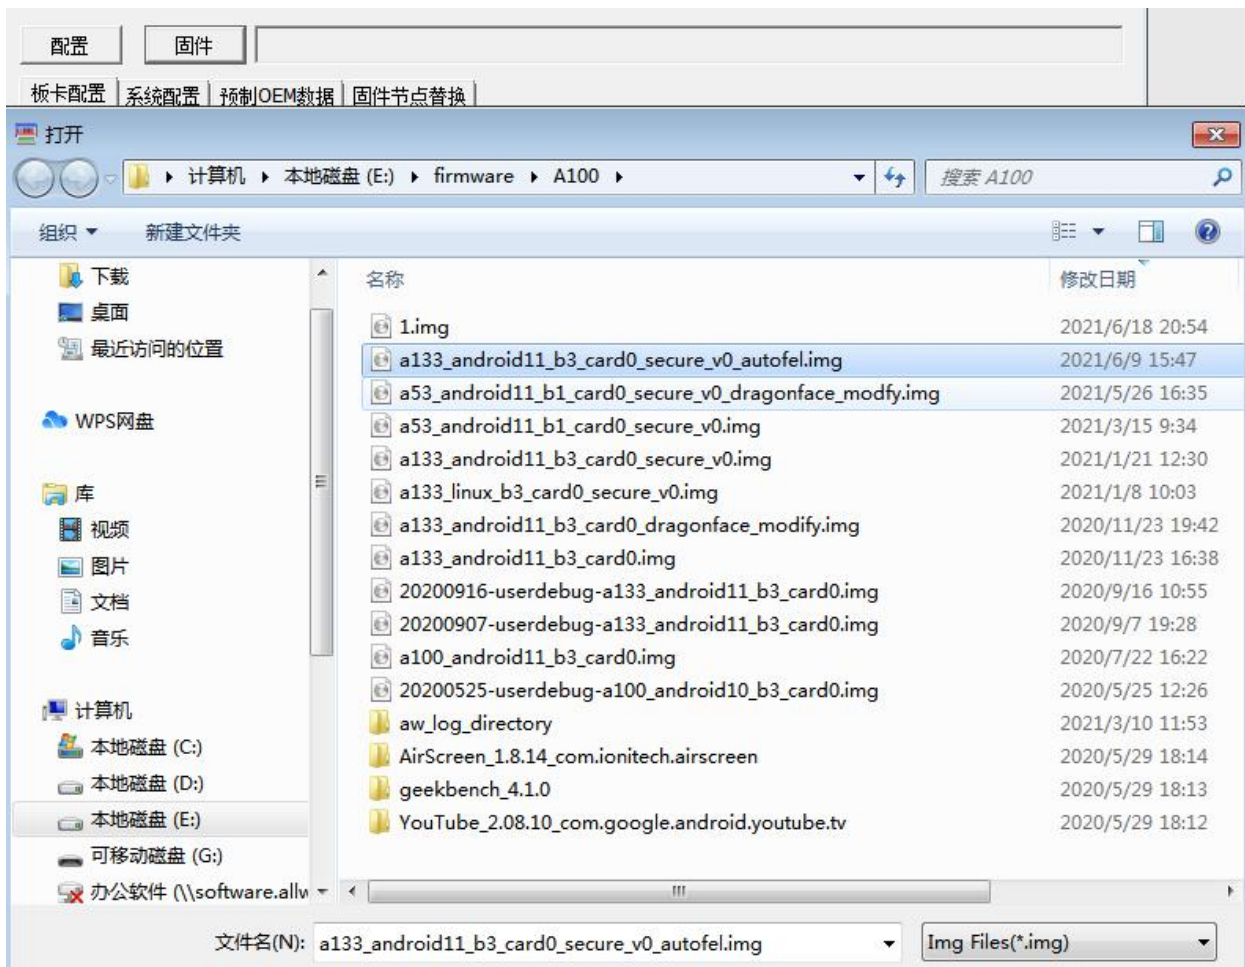 配置 固件
板卡配置 系统配置 预制OEM数据 固件节点替换
打开
计算机 本地磁盘 (E:) firmware A100 搜索 A100
组织 新建文件夹
下载
桌面
最近访问的位置
WPS网盘
库
视频
图片
文档
音乐
计算机
本地磁盘 (C:)
本地磁盘 (D:)
本地磁盘 (E:)
可移动磁盘 (G:)
办公软件 (\\software.allw
名称 修改日期
1.img 2021/6/18 20:54
a133_android11_b3_card0_secure_v0_autofel.img 2021/6/9 15:47
a53_android11_b1_card0_secure_v0_dragonface_modfy.img 2021/5/26 16:35
a53_android11_b1_card0_secure_v0.img 2021/3/15 9:34
a133_android11_b3_card0_secure_v0.img 2021/1/21 12:30
a133_linux_b3_card0_secure_v0.img 2021/1/8 10:03
a133_android11_b3_card0_dragonface_modify.img 2020/11/23 19:42
a133_android11_b3_card0.img 2020/11/23 16:38
20200916-userdebug-a133_android11_b3_card0.img 2020/9/16 10:55
20200907-userdebug-a133_android11_b3_card0.img 2020/9/7 19:28
a100_android11_b3_card0.img 2020/7/22 16:22
20200525-userdebug-a100_android10_b3_card0.img 2020/5/25 12:26
aw_log_directory 2021/3/10 11:53
AirScreen_1.8.14_com.ionitech.airscreen 2020/5/29 18:14
geekbench_4.1.0 2020/5/29 18:13
YouTube_2.08.10_com.google.android.youtube.tv 2020/5/29 18:12
文件名(N): a133_android11_b3_card0_secure_v0_autofel.img Img Files(*.img)